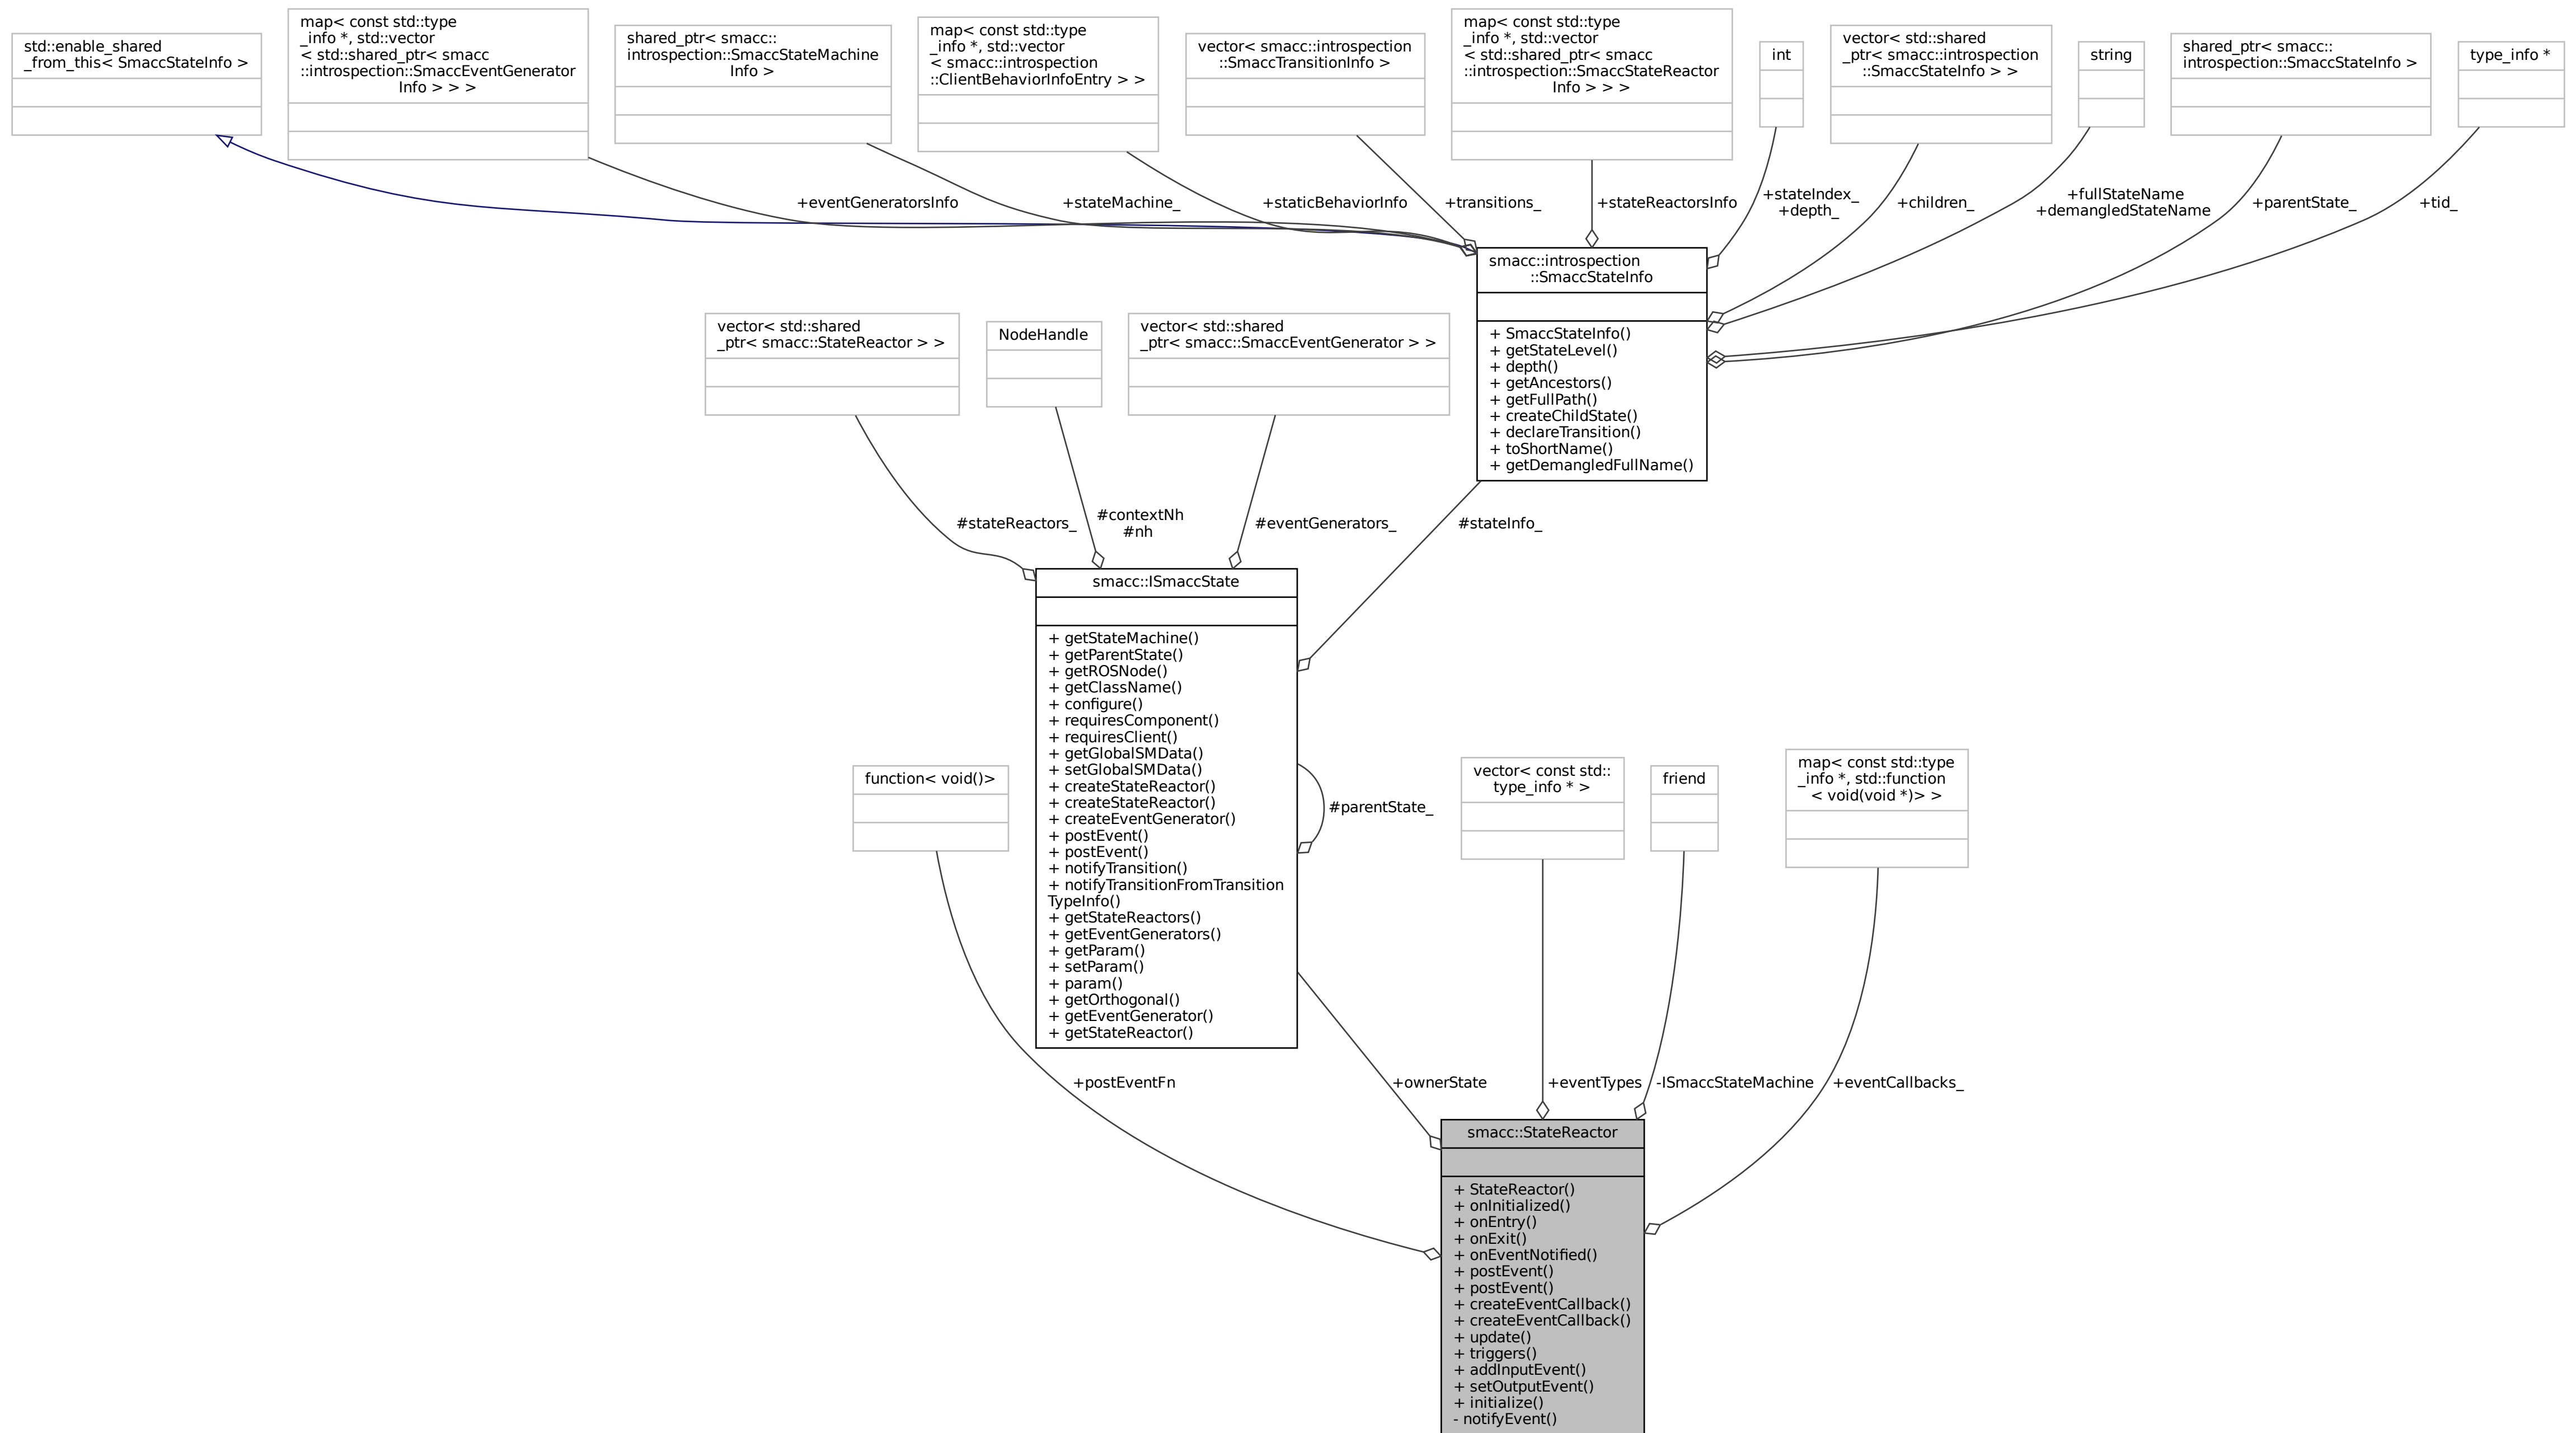 std::enable_shared
_from_this< SmaccStateInfo >
map< const std::type
_info *, std::vector
< std::shared_ptr< smacc
::introspection::SmaccEventGenerator
Info > > >
shared_ptr< smacc::
introspection::SmaccStateMachine
Info >
map< const std::type
_info *, std::vector
< smacc::introspection
::ClientBehaviorInfoEntry > >
vector< smacc::introspection
::SmaccTransitionInfo >
map< const std::type
_info *, std::vector
< std::shared_ptr< smacc
::introspection::SmaccStateReactor
Info > > >
int
vector< std::shared
_ptr< smacc::introspection
::SmaccStateInfo > >
string
shared_ptr< smacc::
introspection::SmaccStateInfo >
type_info *
+eventGeneratorsInfo
+stateMachine_
+staticBehaviorInfo
+transitions_
+stateReactorsInfo
+stateIndex_
+depth_
+children_
+fullStateName
+demangledStateName
+parentState_
+tid_
smacc::introspection
::SmaccStateInfo
+ SmaccStateInfo()
+ getStateLevel()
+ depth()
+ getAncestors()
+ getFullPath()
+ createChildState()
+ declareTransition()
+ toShortName()
+ getDemangledFullName()
vector< std::shared
_ptr< smacc::StateReactor > >
NodeHandle
vector< std::shared
_ptr< smacc::SmaccEventGenerator > >
#stateReactors_
#contextNh
#nh
#eventGenerators_
#stateInfo_
smacc::ISmaccState
+ getStateMachine()
+ getParentState()
+ getROSNode()
+ getClassName()
+ configure()
+ requiresComponent()
+ requiresClient()
+ getGlobalSMData()
+ setGlobalSMData()
+ createStateReactor()
+ createStateReactor()
+ createEventGenerator()
+ postEvent()
+ postEvent()
+ notifyTransition()
+ notifyTransitionFromTransition
TypeInfo()
+ getStateReactors()
+ getEventGenerators()
+ getParam()
+ setParam()
+ param()
+ getOrthogonal()
+ getEventGenerator()
+ getStateReactor()
#parentState_
function< void()>
vector< const std::
type_info * >
friend
map< const std::type
_info *, std::function
< void(void *)> >
+postEventFn
+ownerState
+eventTypes
-ISmaccStateMachine
+eventCallbacks_
smacc::StateReactor
+ StateReactor()
+ onInitialized()
+ onEntry()
+ onExit()
+ onEventNotified()
+ postEvent()
+ postEvent()
+ createEventCallback()
+ createEventCallback()
+ update()
+ triggers()
+ addInputEvent()
+ setOutputEvent()
+ initialize()
- notifyEvent()